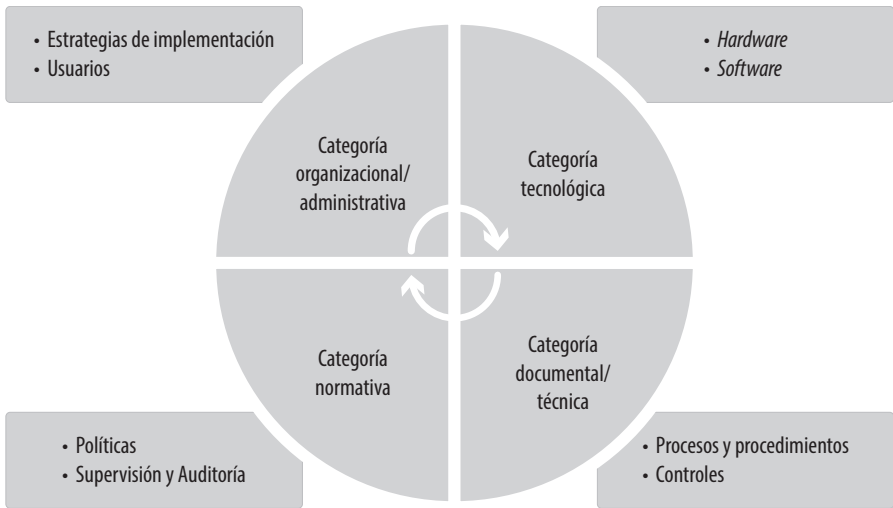 • Estrategias de implementación
• Usuarios
• Hardware
• Software
Categoría
organizacional/
administrativa
Categoría
tecnológica
Categoría
normativa
Categoría
documental/
técnica
• Políticas
• Supervisión y Auditoría
• Procesos y procedimientos
• Controles